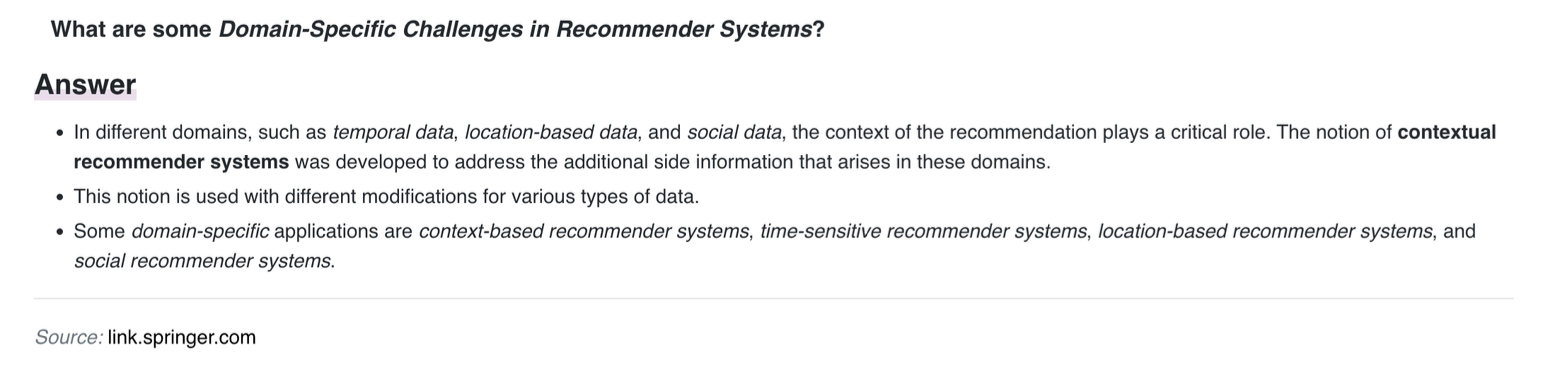 What are some Domain-Specific Challenges in Recommender Systems?
Answer
• In different domains, such as temporal data, location-based data, and social data, the context of the recommendation plays a critical role. The notion of contextual
recommender systems was developed to address the additional side information that arises in these domains.
• This notion is used with different modifications for various types of data.
• Some domain-specific applications are context-based recommender systems, time-sensitive recommender systems, location-based recommender systems, and
social recommender systems.
Source: link.springer.com